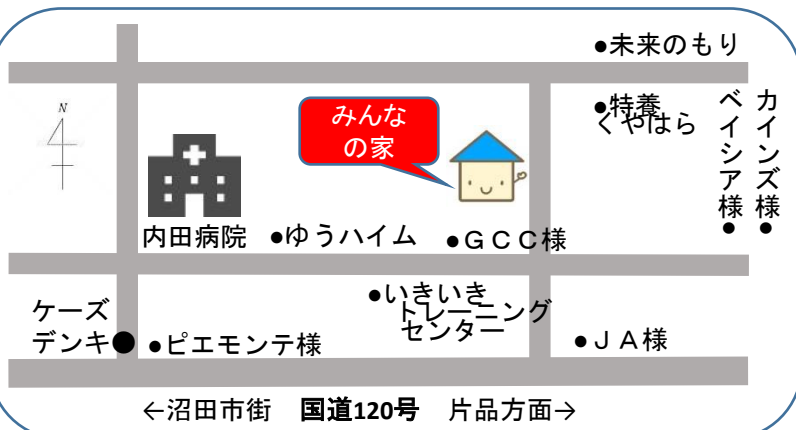 ●未来のもり
N
みんな
の家
●特養
くやはら
ベイシア様●
カインズ様●
内田病院
●ゆうハイム
●ＧＣＣ様
●いきいき
トレーニング
センター
ケーズ
デンキ●
●ピエモンテ様
●ＪＡ様
←沼田市街 国道120号 片品方面→